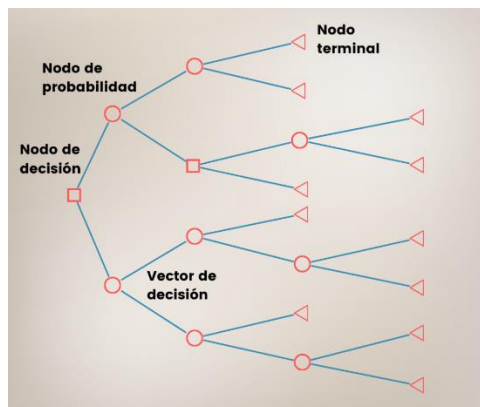 Nodo
terminal
Nodo de
probabilidad
Nodo de
decisión
Vector de
decisión